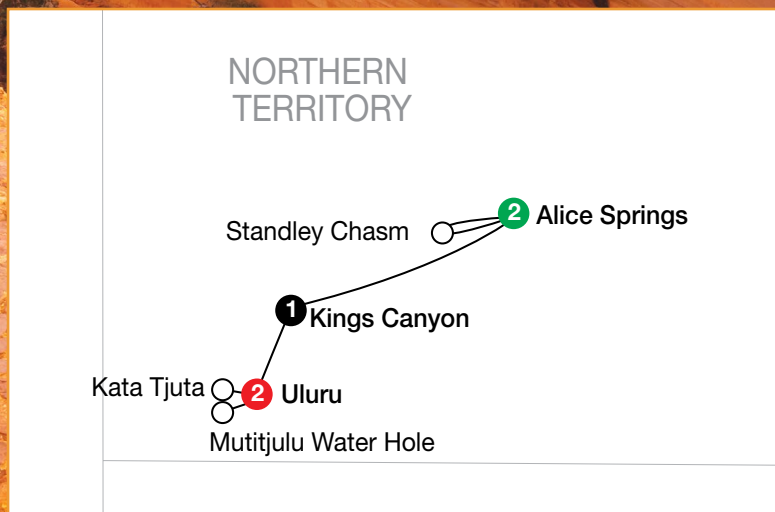 NORTHERN
TERRITORY
2 Alice Springs
Standley Chasm
1 Kings Canyon
Kata Tjuta
2 Uluru
Mutitjulu Water Hole